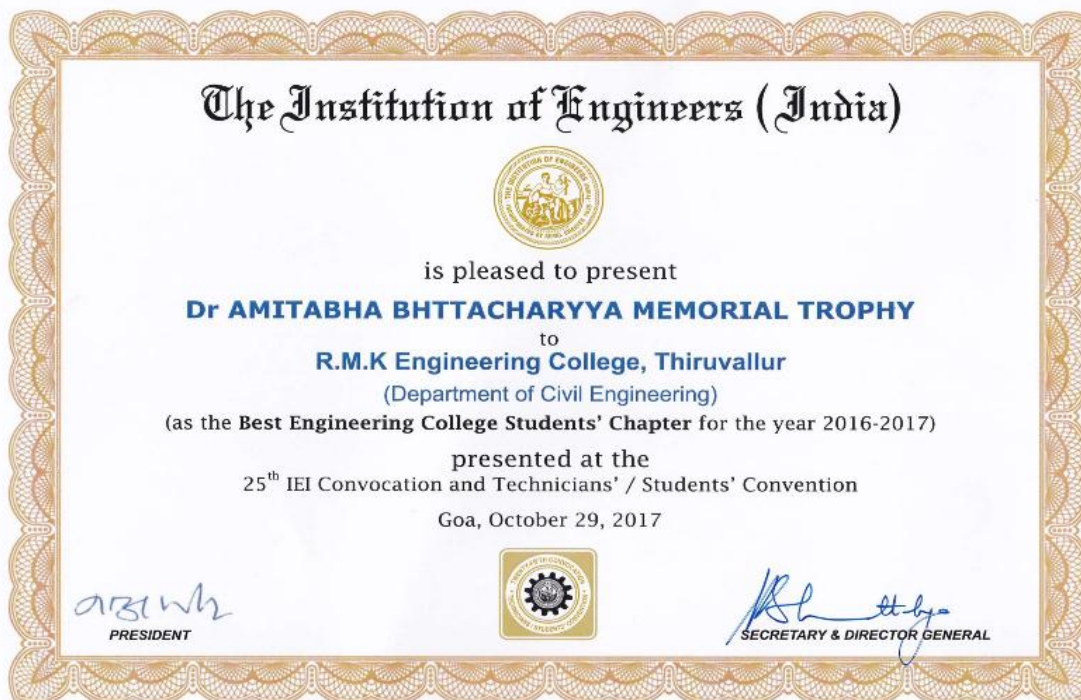 The Institution of Engineers (India)
is pleased to present
Dr AMITABHA BHTTACHARYYA MEMORIAL TROPHY
to
R.M.K Engineering College, Thiruvallur
(Department of Civil Engineering)
(as the Best Engineering College Students' Chapter for the year 2016-2017)
presented at the
25th IEI Convocation and Technicians' / Students' Convention
Goa, October 29, 2017
PRESIDENT
SECRETARY & DIRECTOR GENERAL